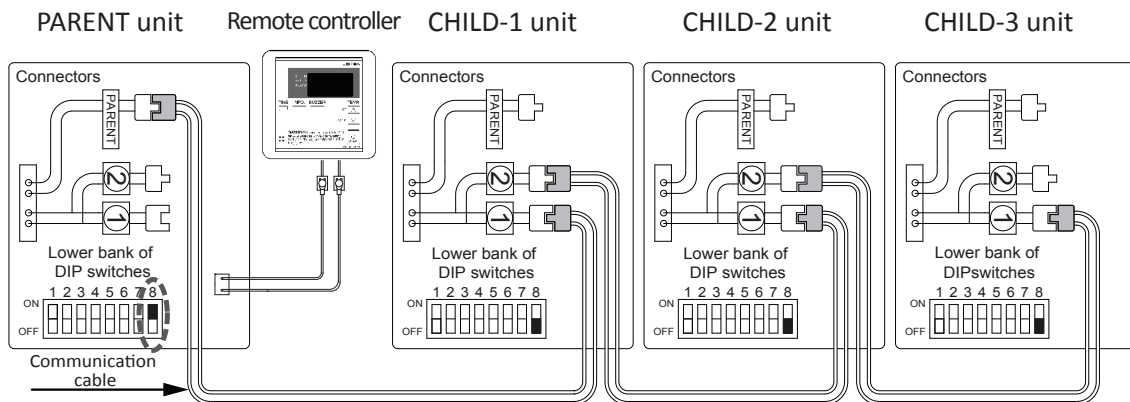 PARENT unit
Remote controller
CHILD-1 unit
CHILD-2 unit
CHILD-3 unit
Connectors
PARENT
2
1
Lower bank of
DIP switches
1 2 3 4 5 6 7 8
ON
OFF
Communication
cable
TIME INFO. BUZZER TEMP.
Connectors
PARENT
2
1
Lower bank of
DIP switches
1 2 3 4 5 6 7 8
ON
OFF
Connectors
PARENT
2
1
Lower bank of
DIP switches
1 2 3 4 5 6 7 8
ON
OFF
Connectors
PARENT
2
1
Lower bank of
DIPswitches
1 2 3 4 5 6 7 8
ON
OFF